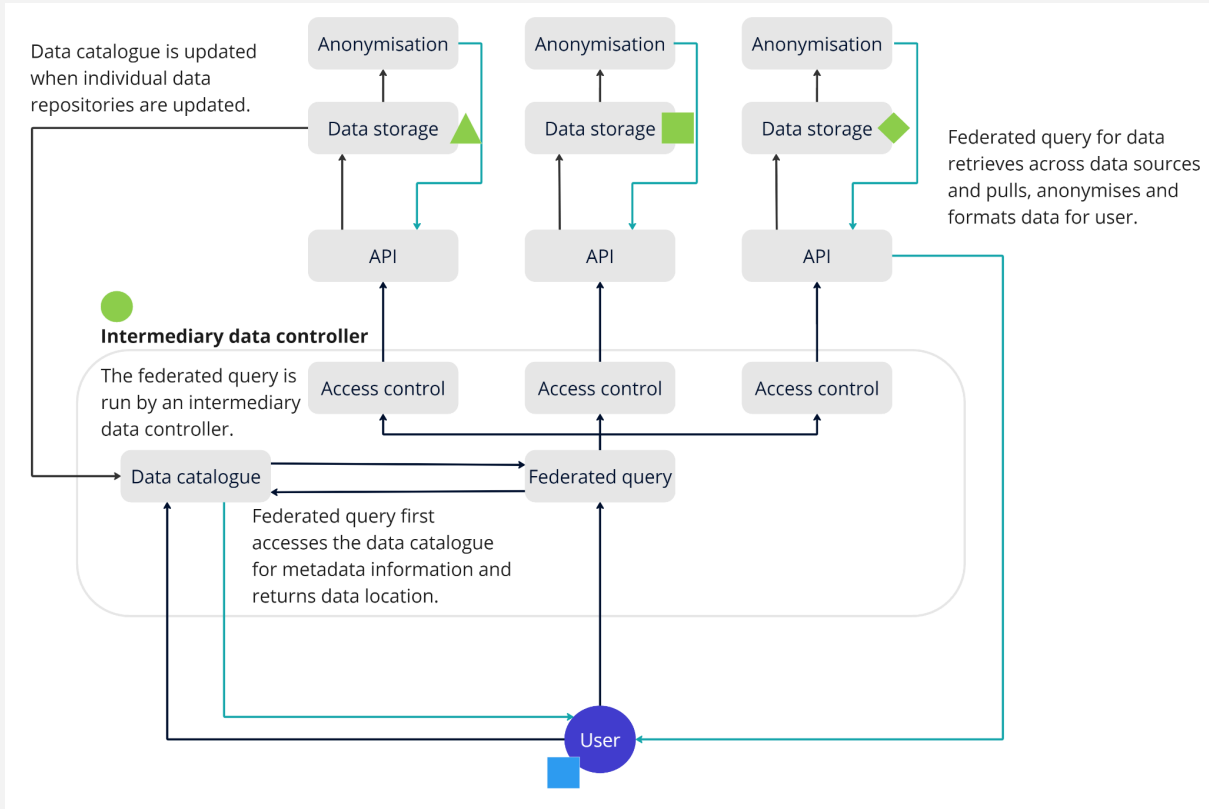 Data catalogue is updated
when individual data
repositories are updated.
Anonymisation
Anonymisation
Anonymisation
Data storage
Data storage
Data storage
Federated query for data
retrieves across data sources
and pulls, anonymises and
formats data for user.
API
API
API
Intermediary data controller
The federated query is
run by an intermediary
data controller.
Access control
Access control
Access control
Data catalogue
Federated query
Federated query first
accesses the data catalogue
for metadata information and
returns data location.
User